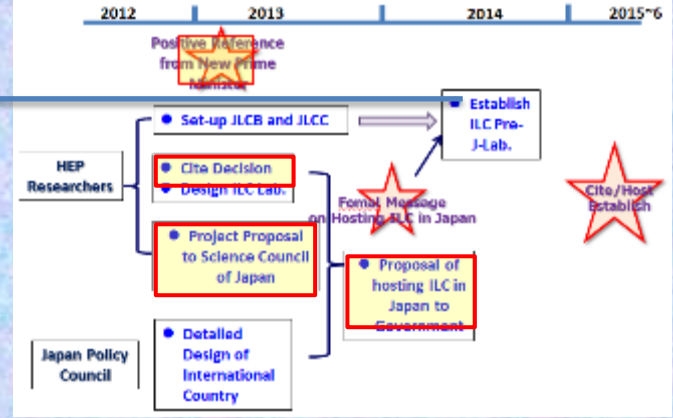 2012 2013 2014 2015~6
Positive Reference
from New Prime
Minister
Set-up JLCB and JLCC
Establish
ILC Pre-
J-Lab.
HEP
Researchers
Cite Decision
Design ILC Lab.
Fomal Message
on Hosting ILC in Japan
Cite/Host
Establish
Project Proposal
to Science Council
of Japan
Proposal of
hosting ILC in
Japan to
Government
Japan Policy
Council
Detailed
Design of
International
Country